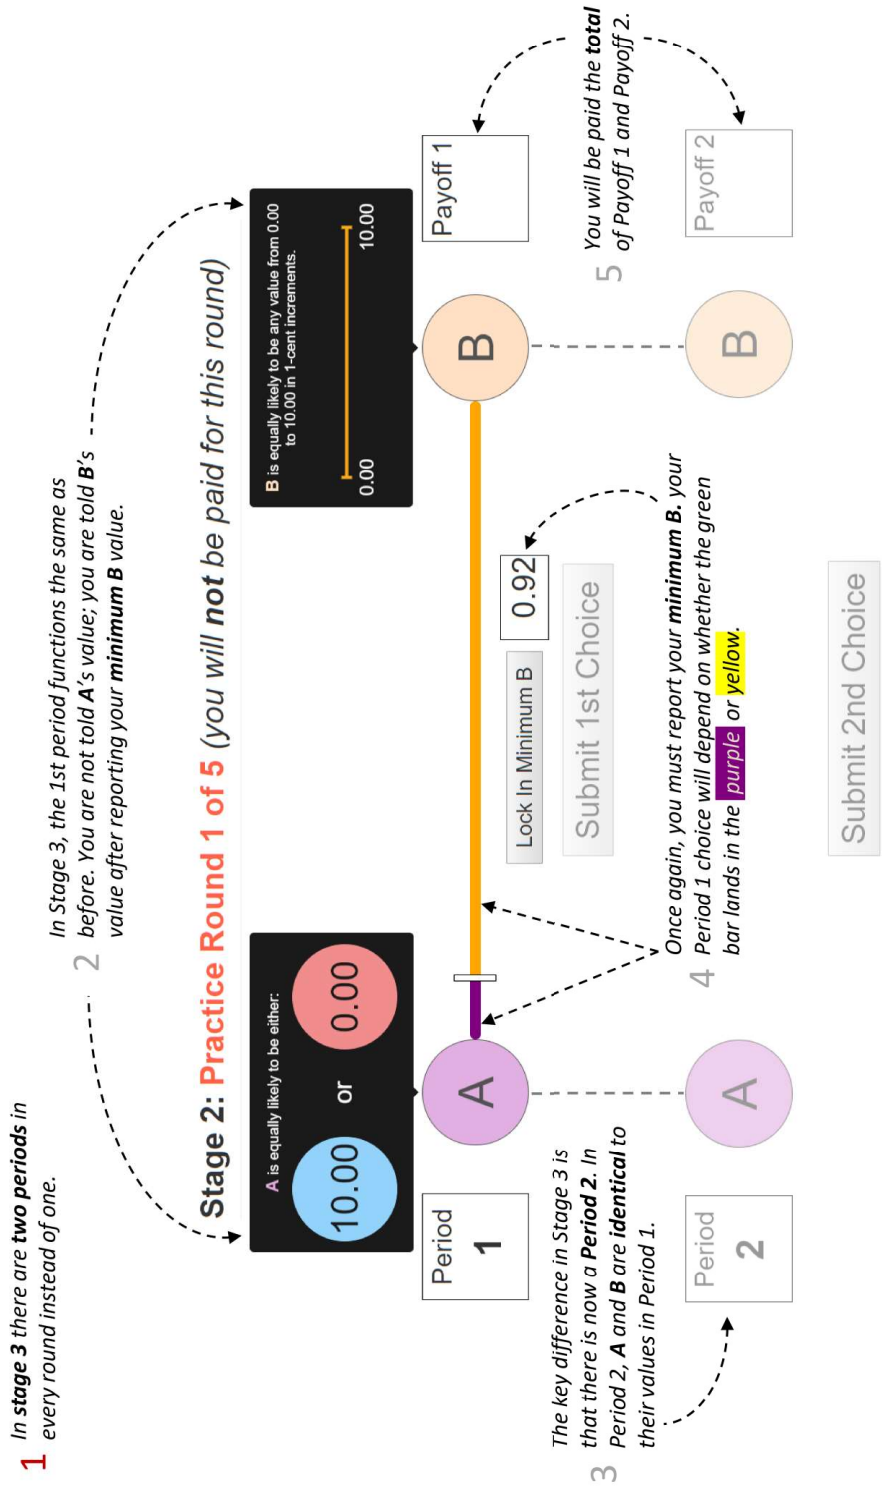 1
In stage 3 there are two periods in
every round instead of one.
2
In Stage 3, the 1st period functions the same as
before. You are not told A's value; you are told B's
value after reporting your minimum B value.
Stage 2: Practice Round 1 of 5 (you will not be paid for this round)
A is equally likely to be either:
10.00 or 0.00
B is equally likely to be any value from 0.00
to 10.00 in 1-cent increments.
0.00 10.00
Period
1
A
B
Payoff 1
Lock In Minimum B 0.92
Submit 1st Choice
3
The key difference in Stage 3 is
that there is now a Period 2. In
Period 2, A and B are identical to
their values in Period 1.
4
Once again, you must report your minimum B. your
Period 1 choice will depend on whether the green
bar lands in the purple or yellow.
5
You will be paid the total
of Payoff 1 and Payoff 2.
Period
2
A
B
Payoff 2
Submit 2nd Choice